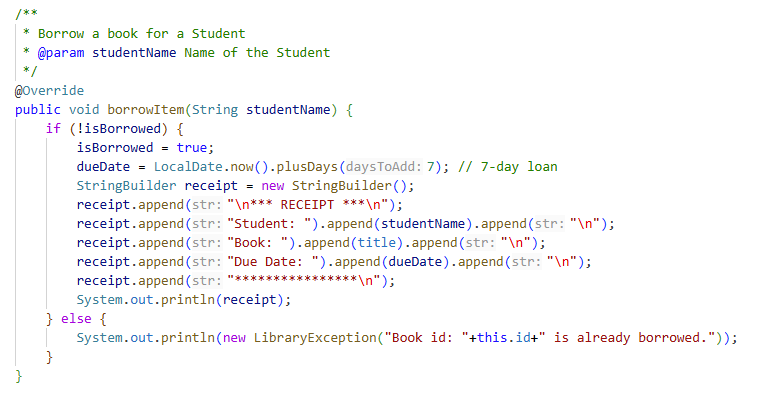 /**
 * Borrow a book for a Student
 * @param studentName Name of the Student
 */
@Override
public void borrowItem(String studentName) {
    if (!isBorrowed) {
        isBorrowed = true;
        dueDate = LocalDate.now().plusDays(daysToAdd: 7); // 7-day loan
        StringBuilder receipt = new StringBuilder();
        receipt.append(str: "\n*** RECEIPT ***\n");
        receipt.append(str: "Student: ").append(studentName).append(str: "\n");
        receipt.append(str: "Book: ").append(title).append(str: "\n");
        receipt.append(str: "Due Date: ").append(dueDate).append(str: "\n");
        receipt.append(str: "****************\n");
        System.out.println(receipt);
    } else {
        System.out.println(new LibraryException("Book id: "+this.id+" is already borrowed."));
    }
}